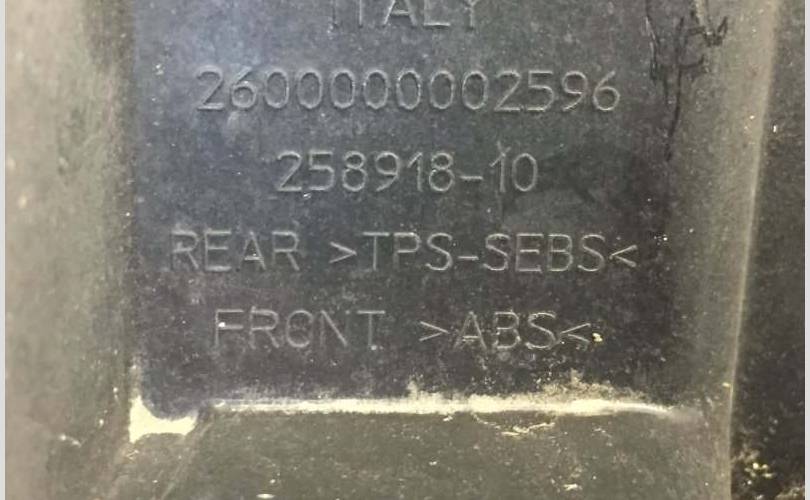 ITALY
2600000002596
258918-10
REAR >TPS-SEBS<
FRONT >ABS<